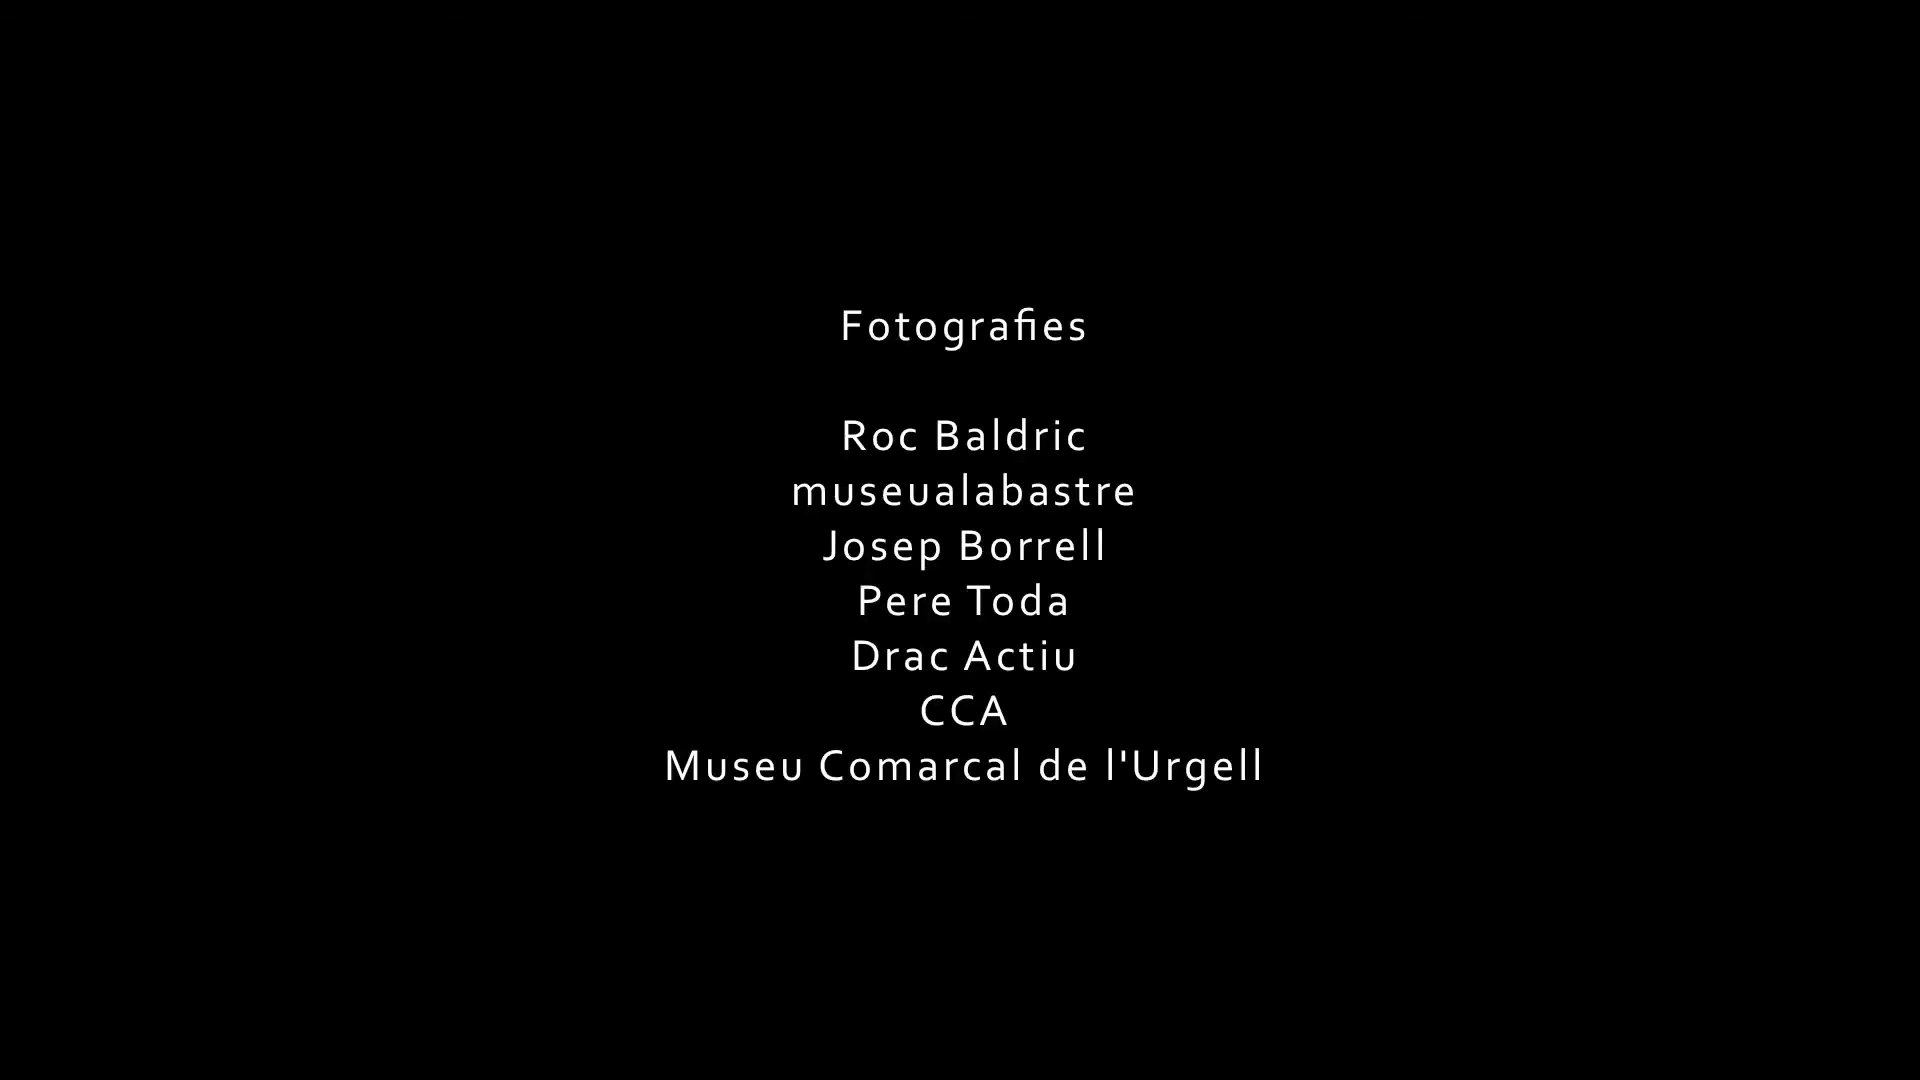 Fotografies
Roc Baldric
museualabastre
Josep Borrell
Pere Toda
Drac Actiu
CCA
Museu Comarcal de l'Urgell